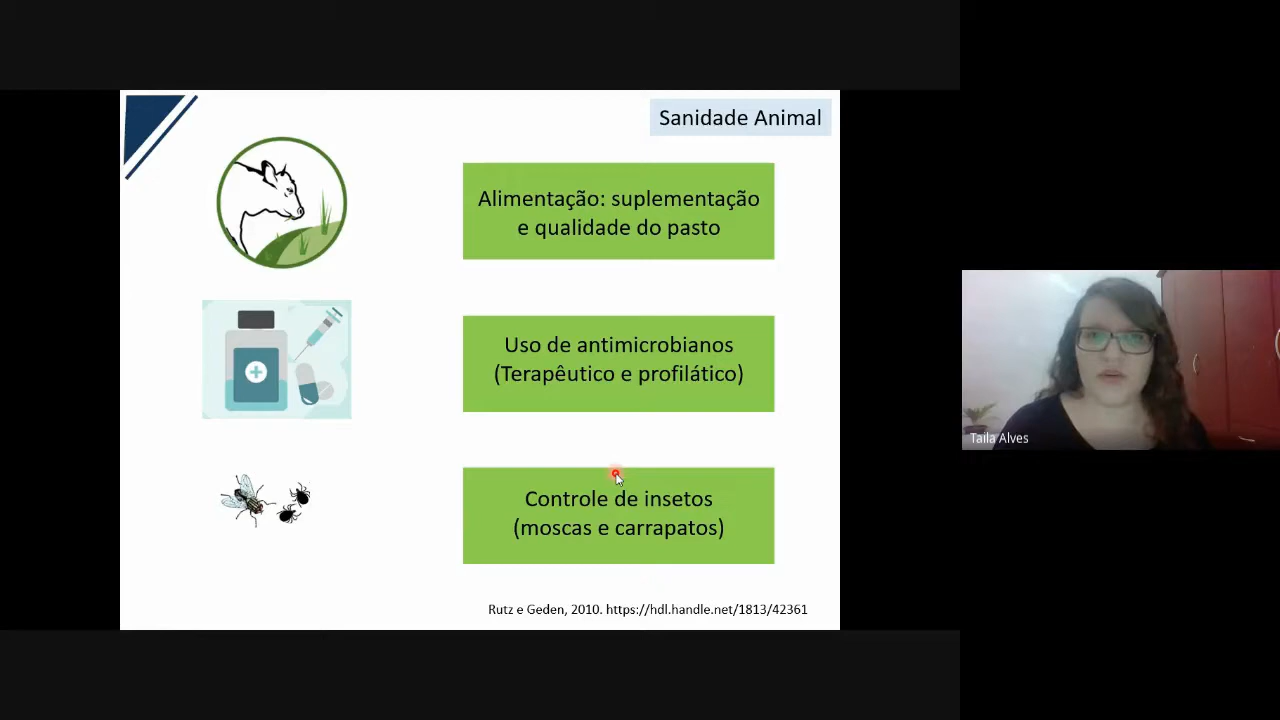 Sanidade Animal
Alimentação: suplementação
e qualidade do pasto
Uso de antimicrobianos
(Terapêutico e profilático)
Controle de insetos
(moscas e carrapatos)
Rutz e Geden, 2010. https://hdl.handle.net/1813/42361
Taila Alves